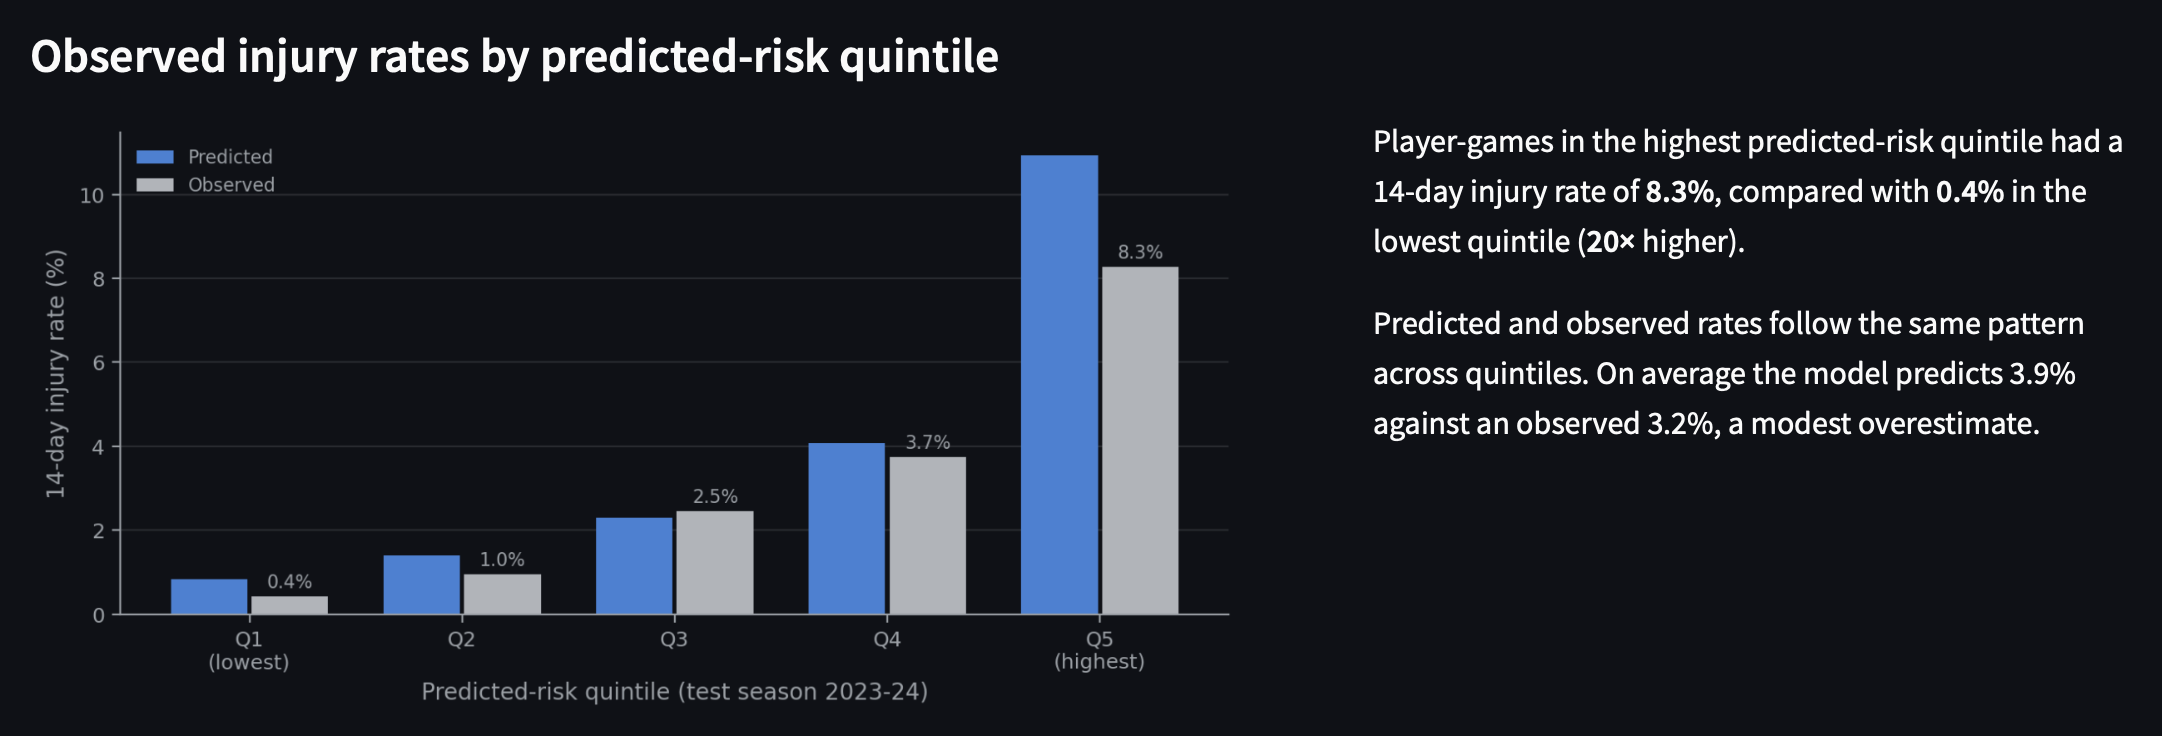 Observed injury rates by predicted-risk quintile
Predicted
Observed
14-day injury rate (%)
10
8
6
4
2
0
0.4%
1.0%
2.5%
3.7%
8.3%
Q1
(lowest)
Q2
Q3
Q4
Q5
(highest)
Predicted-risk quintile (test season 2023-24)
Player-games in the highest predicted-risk quintile had a
14-day injury rate of 8.3%, compared with 0.4% in the
lowest quintile (20× higher).
Predicted and observed rates follow the same pattern
across quintiles. On average the model predicts 3.9%
against an observed 3.2%, a modest overestimate.